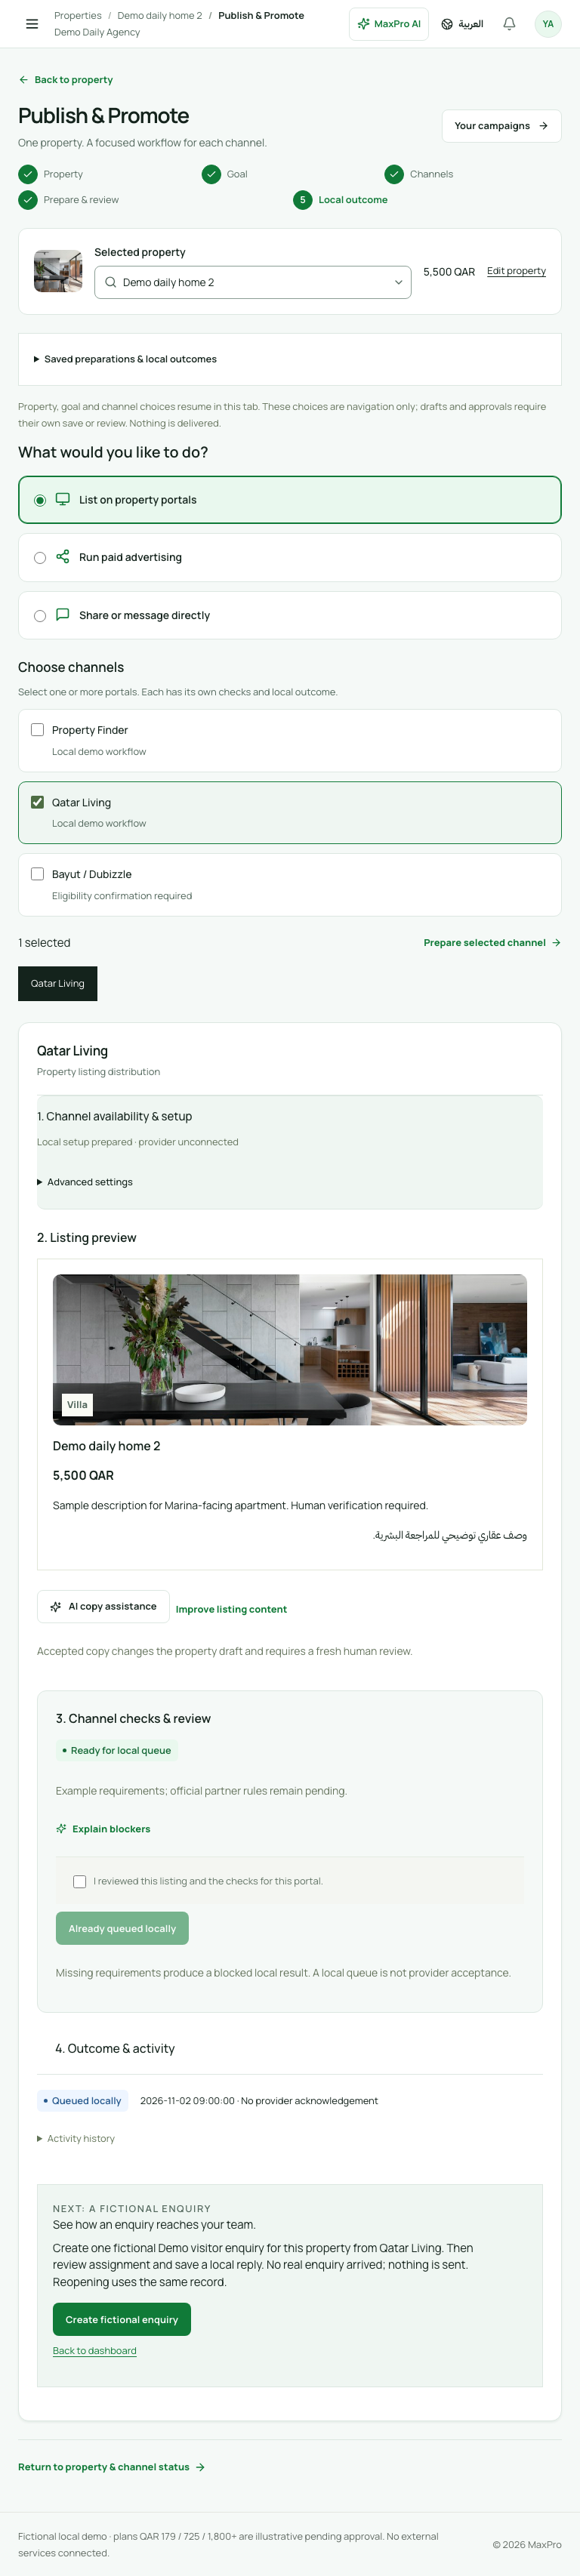 Properties / Demo daily home 2 / Publish & Promote
Demo Daily Agency
MaxPro AI
العربية
YA
Back to property
Publish & Promote
One property. A focused workflow for each channel.
Your campaigns
Property
Goal
Channels
Prepare & review
5 Local outcome
Selected property
Demo daily home 2
5,500 QAR
Edit property
Saved preparations & local outcomes
Property, goal and channel choices resume in this tab. These choices are navigation only; drafts and approvals require
their own save or review. Nothing is delivered.
What would you like to do?
List on property portals
Run paid advertising
Share or message directly
Choose channels
Select one or more portals. Each has its own checks and local outcome.
Property Finder
Local demo workflow
Qatar Living
Local demo workflow
Bayut / Dubizzle
Eligibility confirmation required
1 selected
Prepare selected channel
Qatar Living
Qatar Living
Property listing distribution
1. Channel availability & setup
Local setup prepared · provider unconnected
Advanced settings
2. Listing preview
Villa
Demo daily home 2
5,500 QAR
Sample description for Marina-facing apartment. Human verification required.
وصف عقاري توضيحي للمراجعة البشرية.
AI copy assistance
Improve listing content
Accepted copy changes the property draft and requires a fresh human review.
3. Channel checks & review
Ready for local queue
Example requirements; official partner rules remain pending.
Explain blockers
I reviewed this listing and the checks for this portal.
Already queued locally
Missing requirements produce a blocked local result. A local queue is not provider acceptance.
4. Outcome & activity
Queued locally
2026-11-02 09:00:00 · No provider acknowledgement
Activity history
NEXT: A FICTIONAL ENQUIRY
See how an enquiry reaches your team.
Create one fictional Demo visitor enquiry for this property from Qatar Living. Then
review assignment and save a local reply. No real enquiry arrived; nothing is sent.
Reopening uses the same record.
Create fictional enquiry
Back to dashboard
Return to property & channel status
Fictional local demo · plans QAR 179 / 725 / 1,800+ are illustrative pending approval. No external
services connected.
© 2026 MaxPro